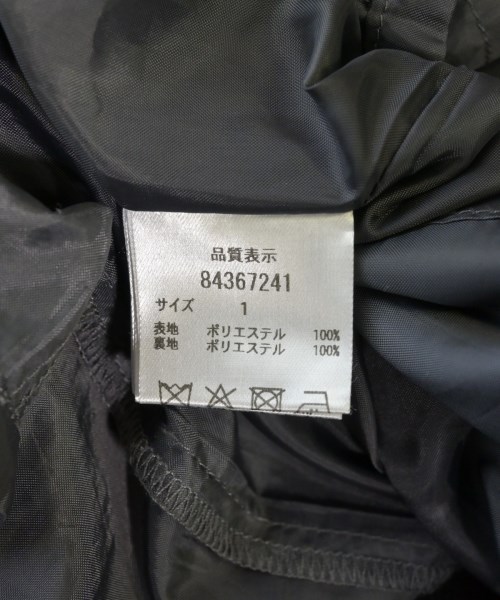 品質表示
84367241
サイズ 1
表地 ポリエステル 100%
裏地 ポリエステル 100%